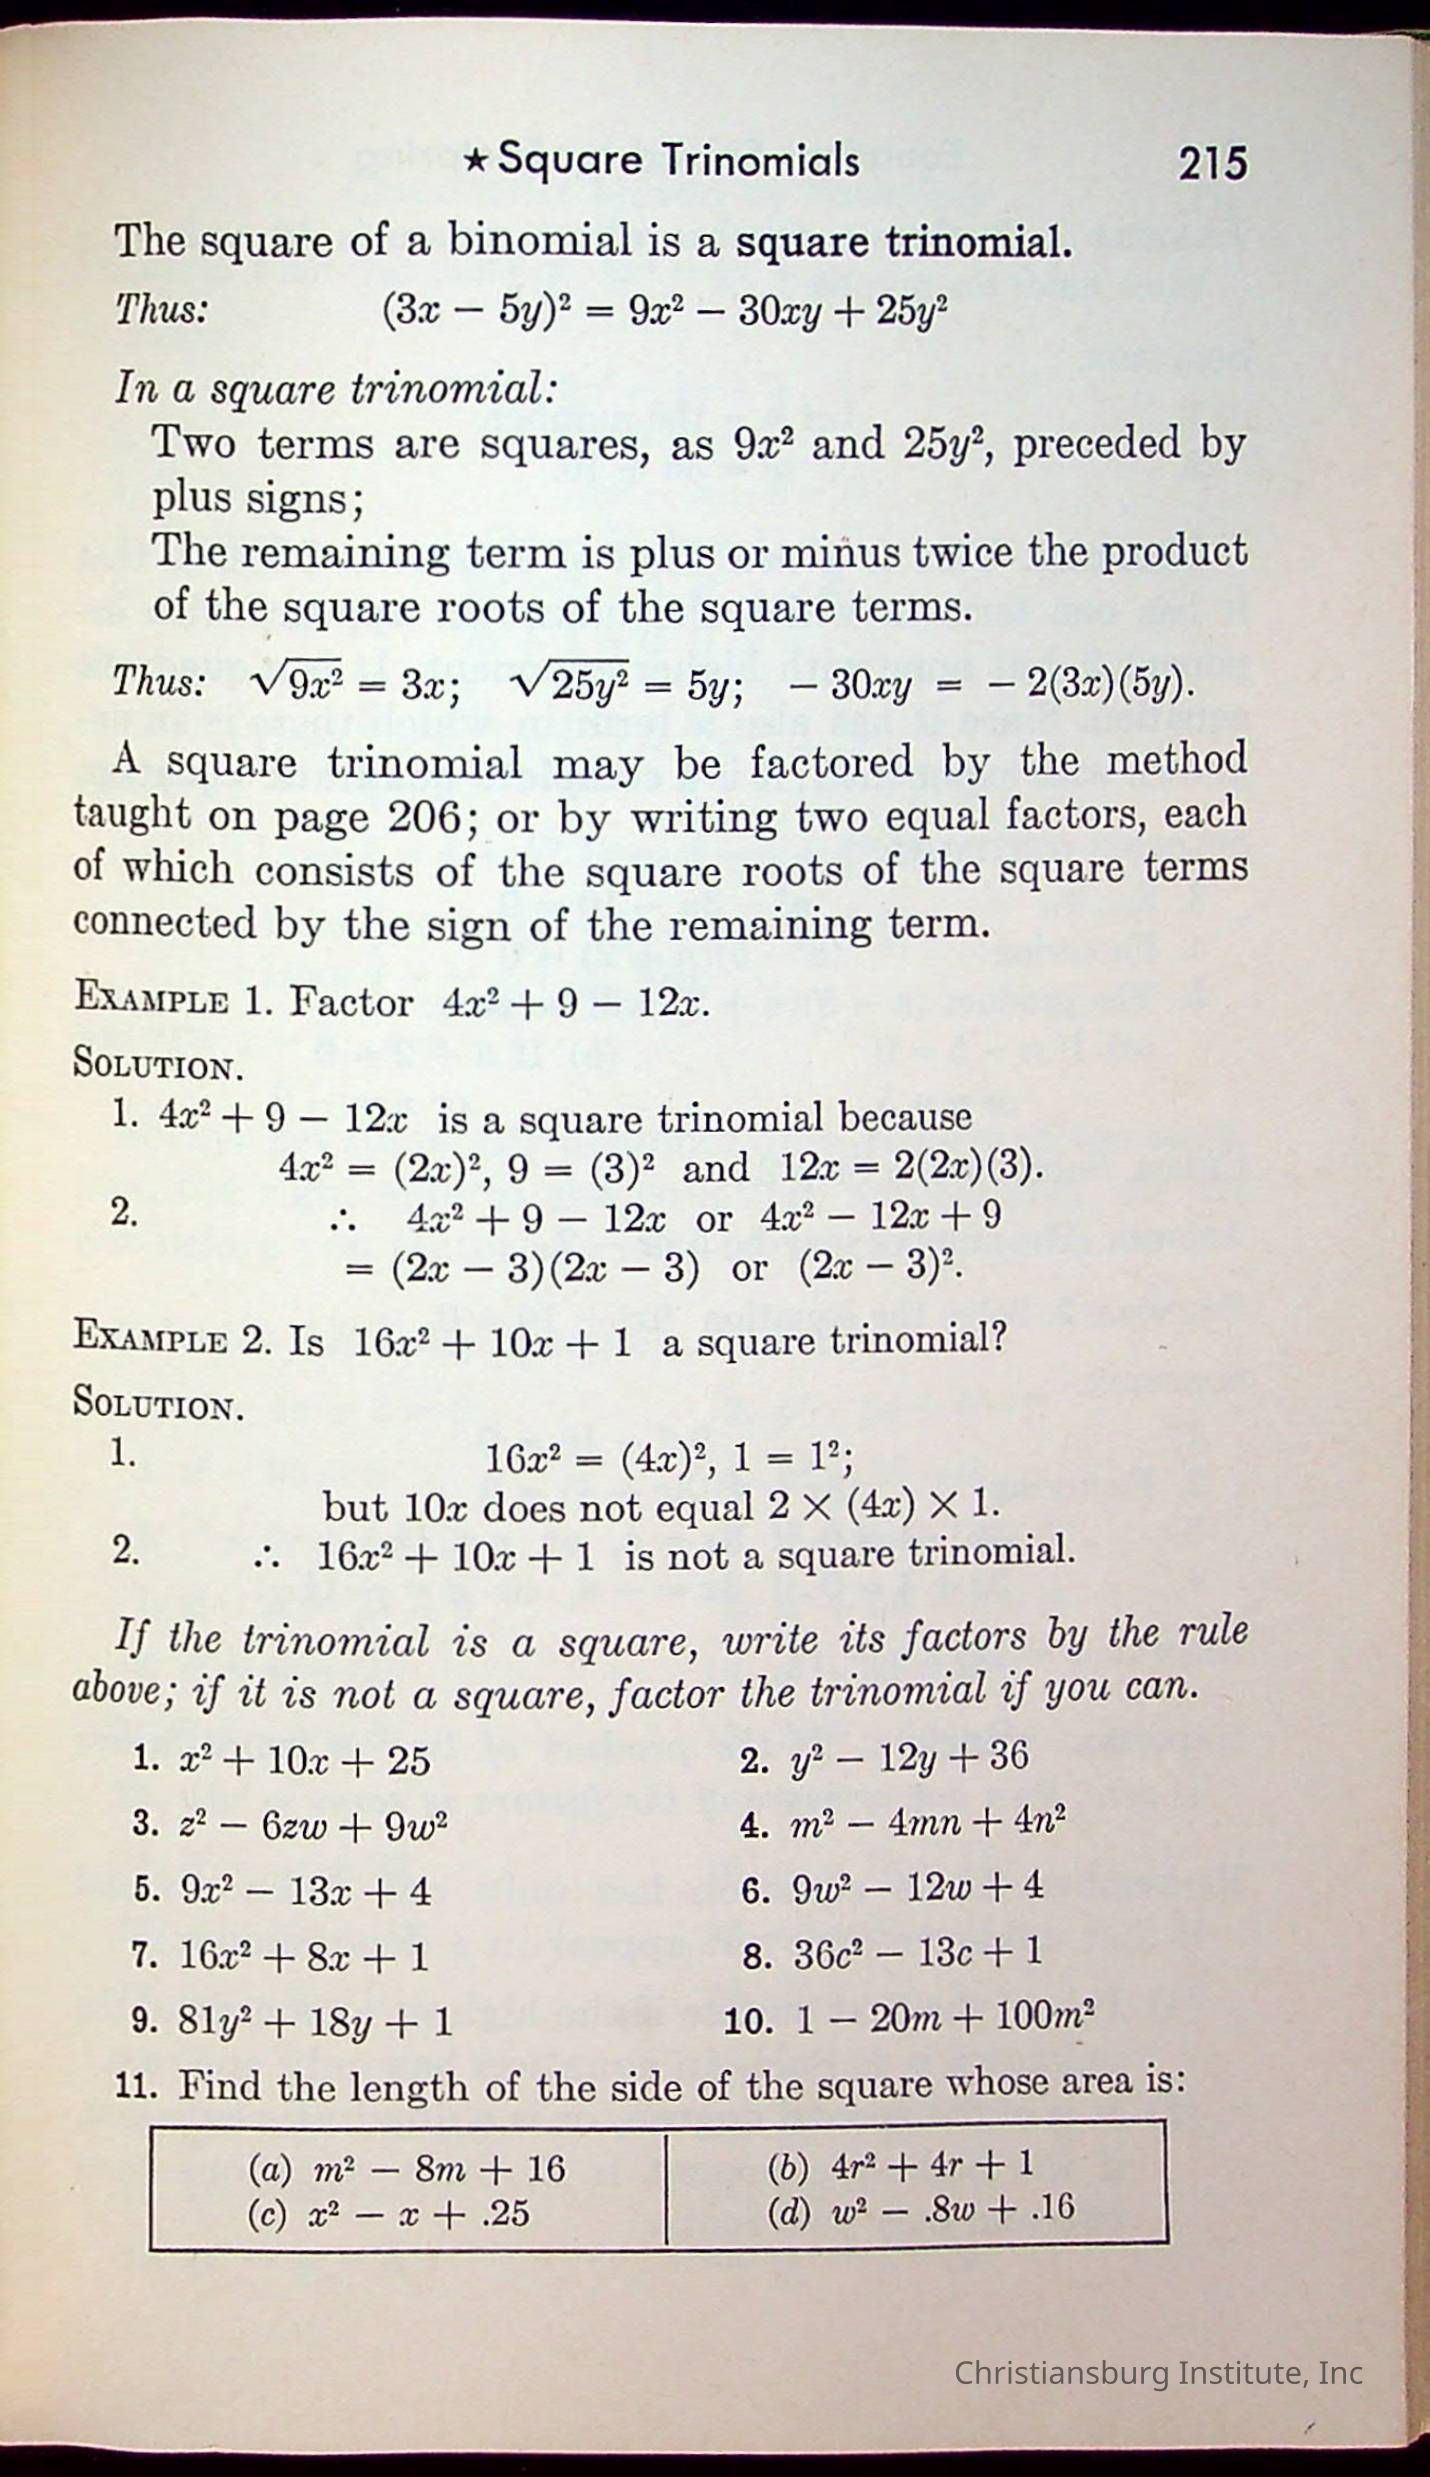 ★ Square Trinomials 215
The square of a binomial is a square trinomial.
Thus: (3x − 5y)² = 9x² − 30xy + 25y²
In a square trinomial:
Two terms are squares, as 9x² and 25y², preceded by
plus signs;
The remaining term is plus or minus twice the product
of the square roots of the square terms.
Thus: √9x² = 3x; √25y² = 5y; − 30xy = − 2(3x)(5y).
A square trinomial may be factored by the method
taught on page 206; or by writing two equal factors, each
of which consists of the square roots of the square terms
connected by the sign of the remaining term.
EXAMPLE 1. Factor 4x² + 9 − 12x.
SOLUTION.
1. 4x² + 9 − 12x is a square trinomial because
4x² = (2x)², 9 = (3)² and 12x = 2(2x)(3).
2. ∴ 4x² + 9 − 12x or 4x² − 12x + 9
= (2x − 3)(2x − 3) or (2x − 3)².
EXAMPLE 2. Is 16x² + 10x + 1 a square trinomial?
SOLUTION.
1. 16x² = (4x)², 1 = 1²;
but 10x does not equal 2 × (4x) × 1.
2. ∴ 16x² + 10x + 1 is not a square trinomial.
If the trinomial is a square, write its factors by the rule
above; if it is not a square, factor the trinomial if you can.
1. x² + 10x + 25 2. y² − 12y + 36
3. z² − 6zw + 9w² 4. m² − 4mn + 4n²
5. 9x² − 13x + 4 6. 9w² − 12w + 4
7. 16x² + 8x + 1 8. 36c² − 13c + 1
9. 81y² + 18y + 1 10. 1 − 20m + 100m²
11. Find the length of the side of the square whose area is:
(a) m² − 8m + 16 (b) 4r² + 4r + 1
(c) x² − x + .25 (d) w² − .8w + .16
Christiansburg Institute, Inc